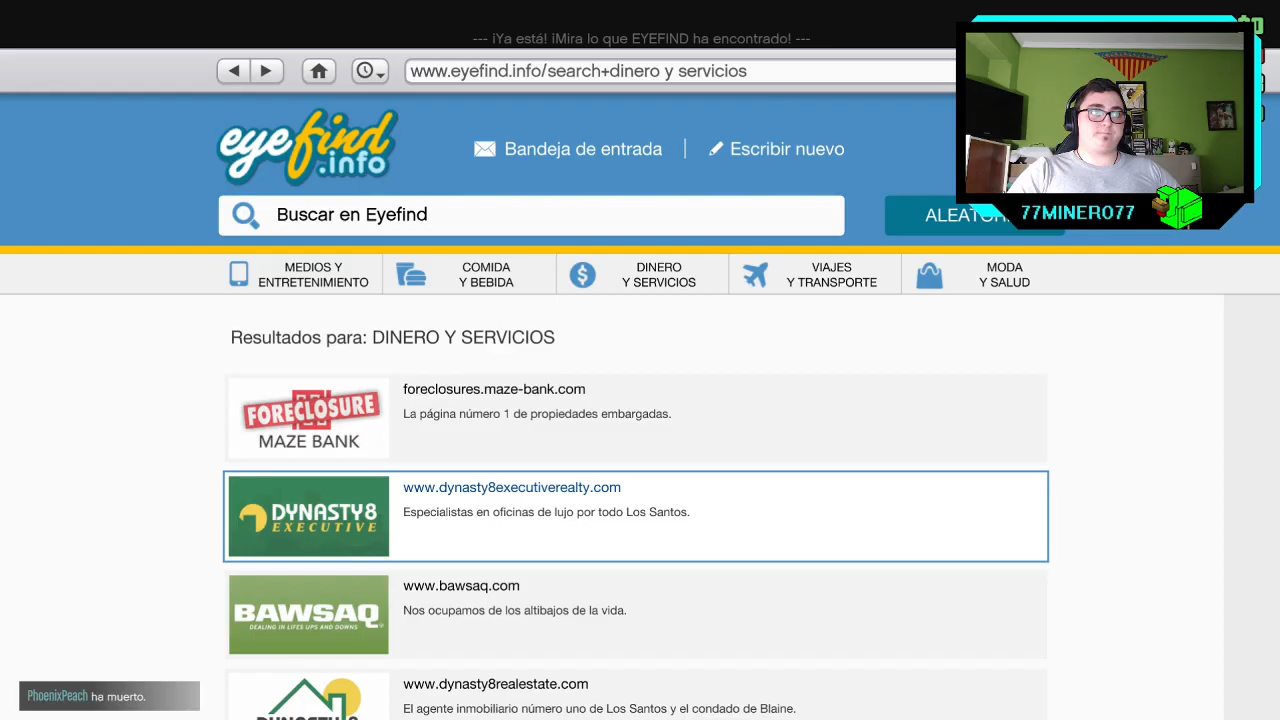 --- ¡Ya está! ¡Mira lo que EYEFIND ha encontrado! ---
www.eyefind.info/search+dinero y servicios
eyefind
.info
Bandeja de entrada
Escribir nuevo
Buscar en Eyefind
77MINERO77
MEDIOS Y
ENTRETENIMIENTO
COMIDA
Y BEBIDA
DINERO
Y SERVICIOS
VIAJES
Y TRANSPORTE
MODA
Y SALUD
Resultados para: DINERO Y SERVICIOS
FORECLOSURE
MAZE BANK
foreclosures.maze-bank.com
La página número 1 de propiedades embargadas.
DYNASTY8
EXECUTIVE
www.dynasty8executiverealty.com
Especialistas en oficinas de lujo por todo Los Santos.
BAWSAQ
DEALING IN LIFES UPS AND DOWNS
www.bawsaq.com
Nos ocupamos de los altibajos de la vida.
DYNASTY8
www.dynasty8realestate.com
El agente inmobiliario número uno de Los Santos y el condado de Blaine.
PhoenixPeach ha muerto.